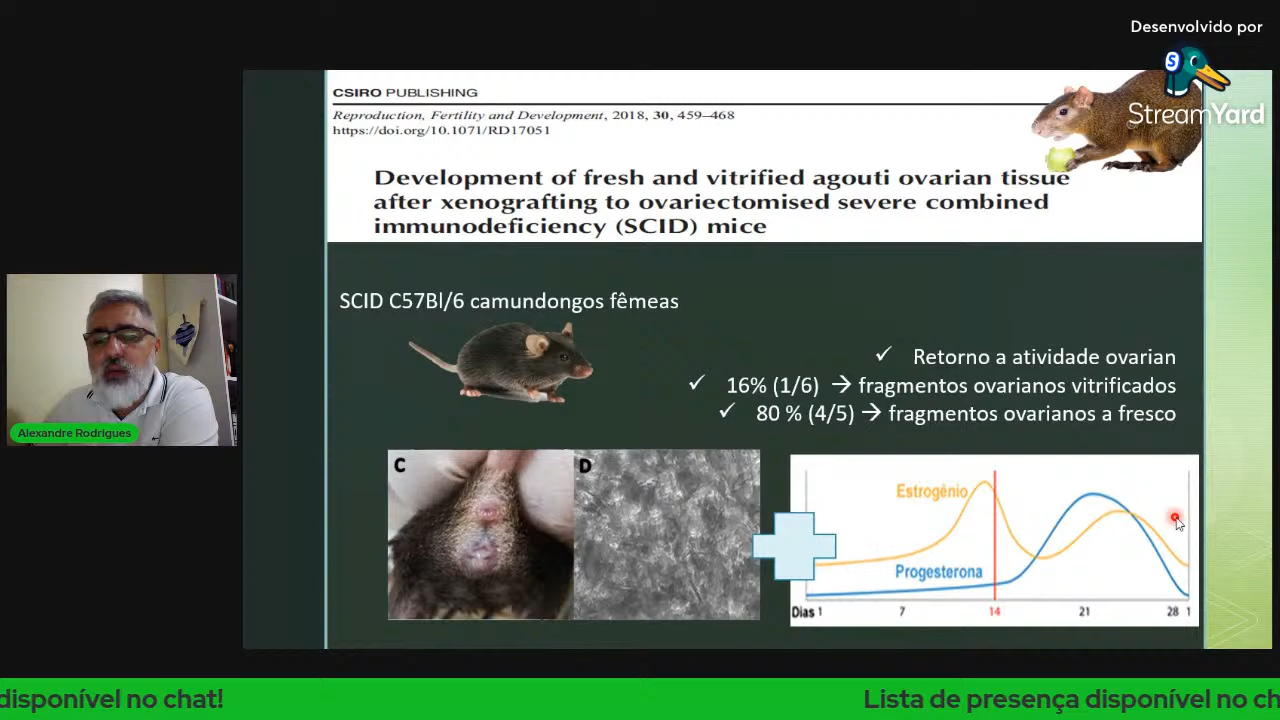 Desenvolvido por
S
StreamYard
CSIRO PUBLISHING
Reproduction, Fertility and Development, 2018, 30, 459–468
https://doi.org/10.1071/RD17051
Development of fresh and vitrified agouti ovarian tissue
after xenografting to ovariectomised severe combined
immunodeficiency (SCID) mice
SCID C57Bl/6 camundongos fêmeas
✓ Retorno a atividade ovarian
✓ 16% (1/6) → fragmentos ovarianos vitrificados
✓ 80 % (4/5) → fragmentos ovarianos a fresco
Alexandre Rodrigues
C D
Estrogênio
Progesterona
Dias 1 7 14 21 28 1
disponível no chat! Lista de presença disponível no ch